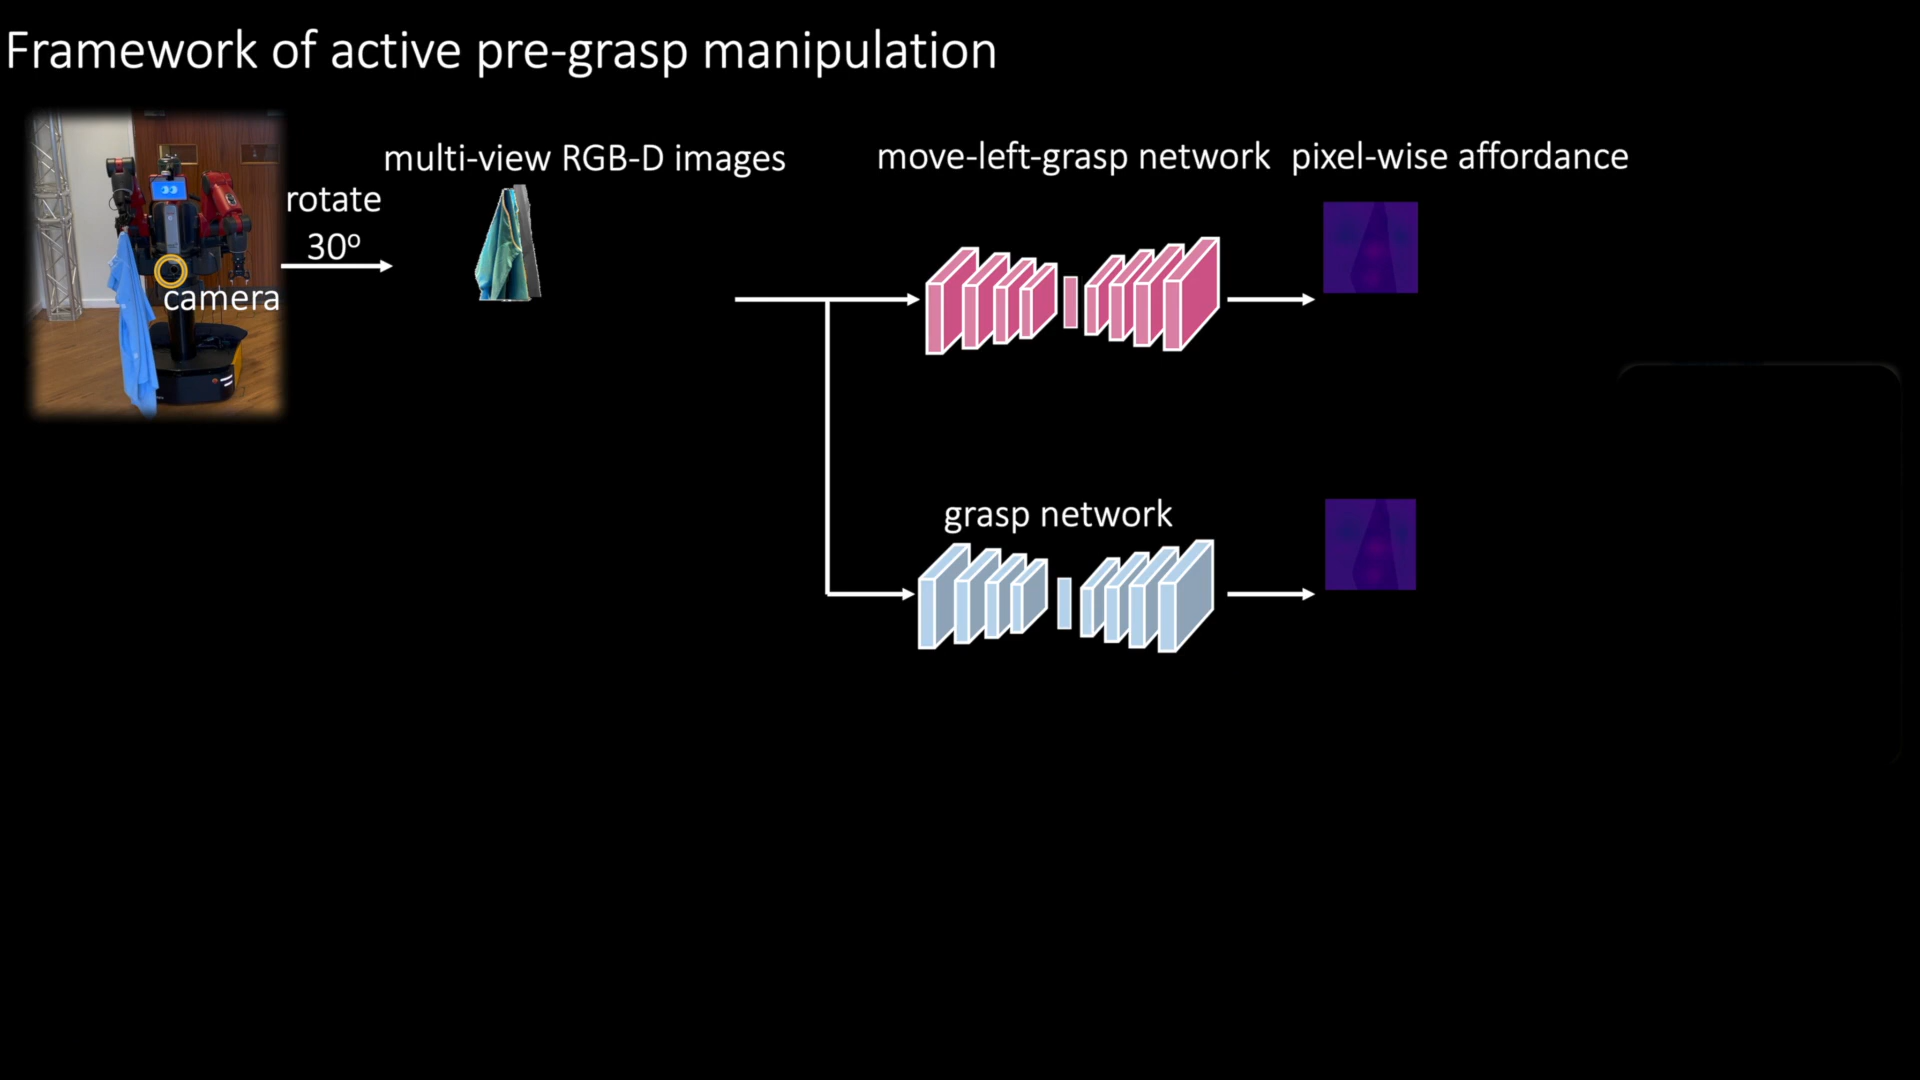 Framework of active pre-grasp manipulation
multi-view RGB-D images
move-left-grasp network
pixel-wise affordance
rotate
30º
camera
grasp network